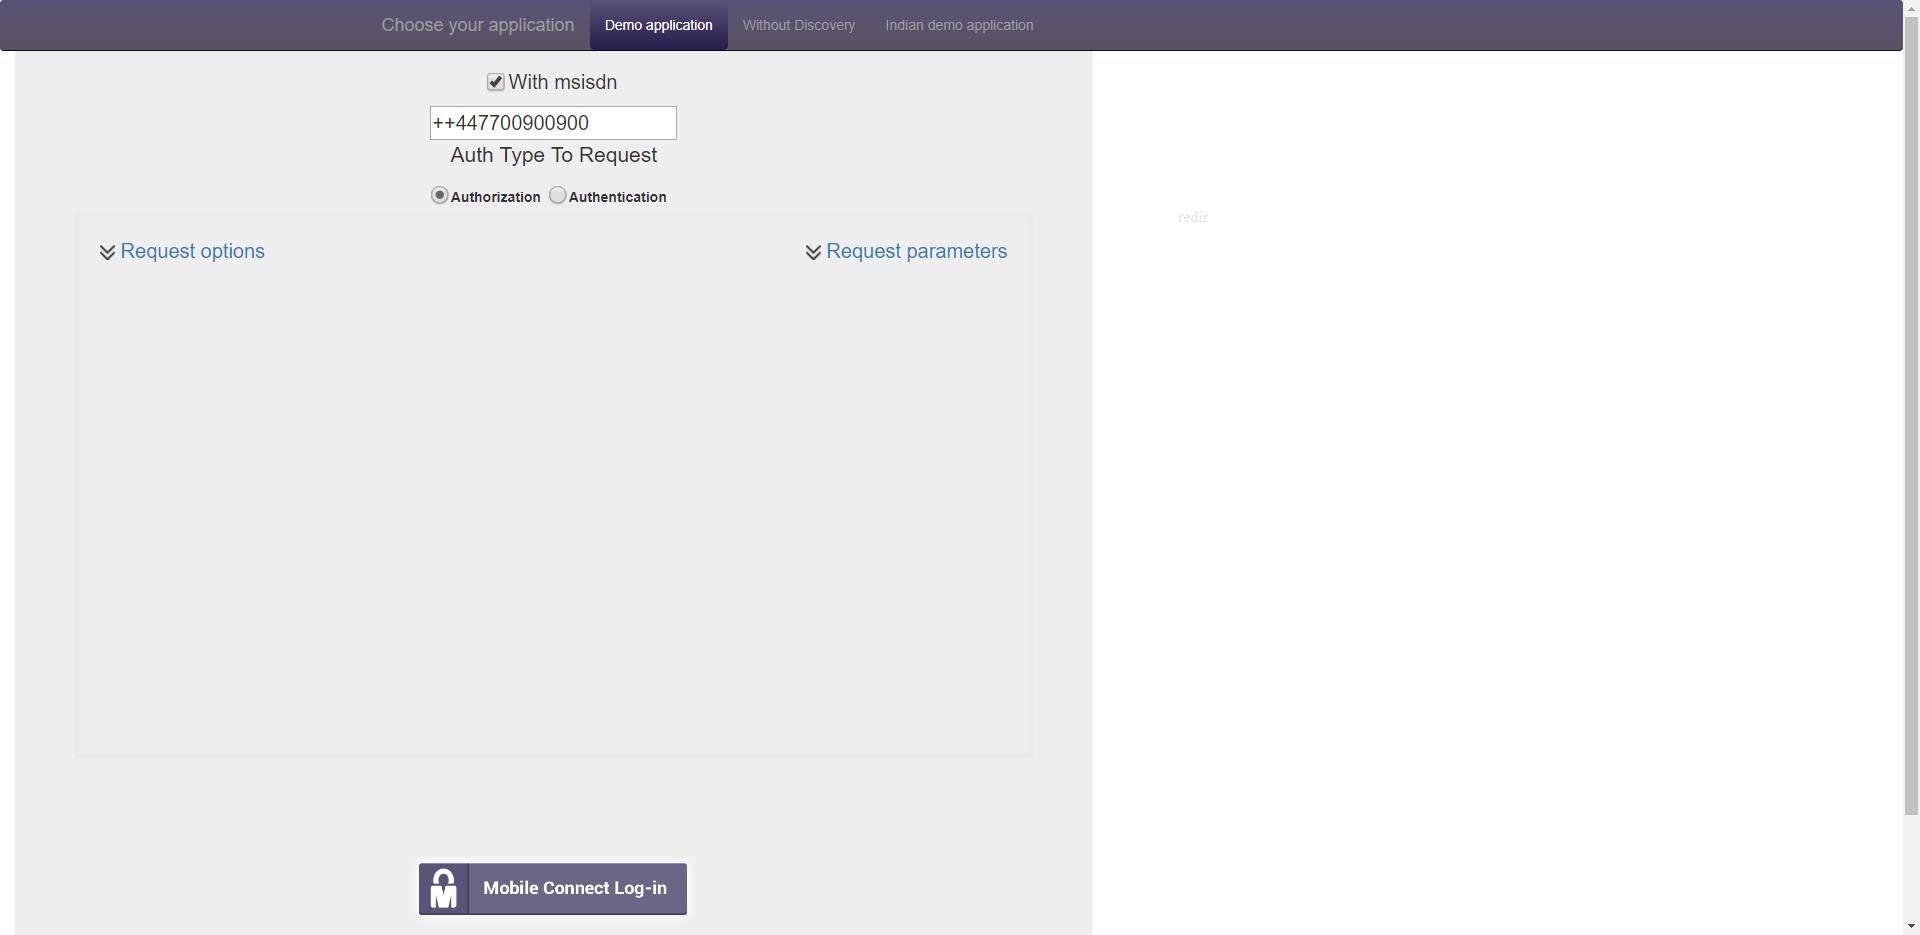 Choose your application Demo application Without Discovery Indian demo application
With msisdn
++447700900900
Auth Type To Request
Authorization Authentication
redir
Request options Request parameters
Mobile Connect Log-in